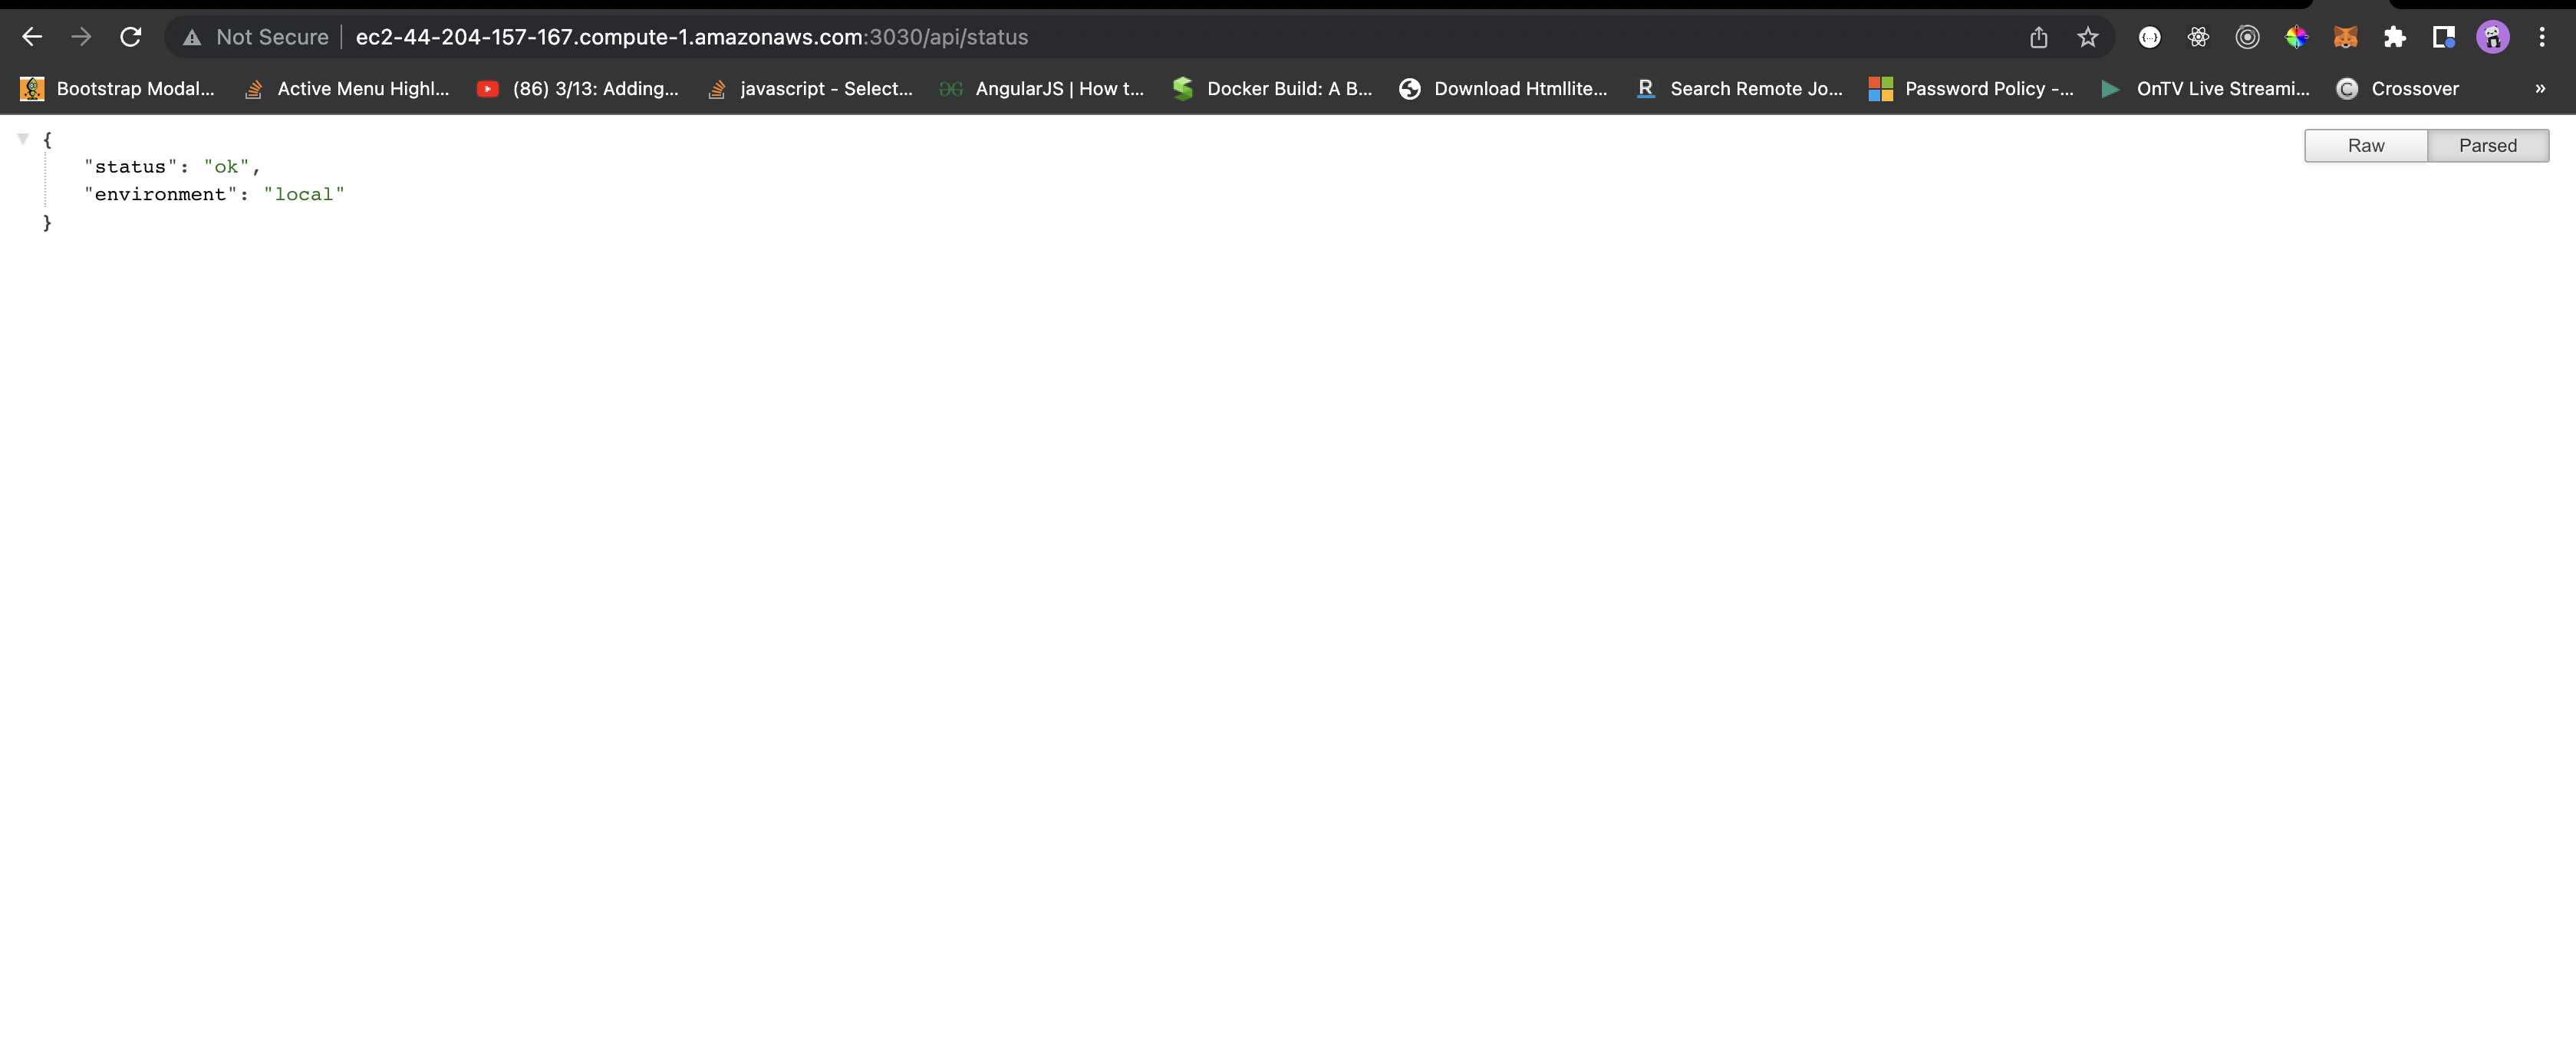 Not Secure | ec2-44-204-157-167.compute-1.amazonaws.com:3030/api/status
Bootstrap Modal... Active Menu Highl... (86) 3/13: Adding... javascript - Select... AngularJS | How t... Docker Build: A B... Download Htmllite... R Search Remote Jo... Password Policy -... OnTV Live Streami... C Crossover »
{
Raw Parsed
"status": "ok",
"environment": "local"
}